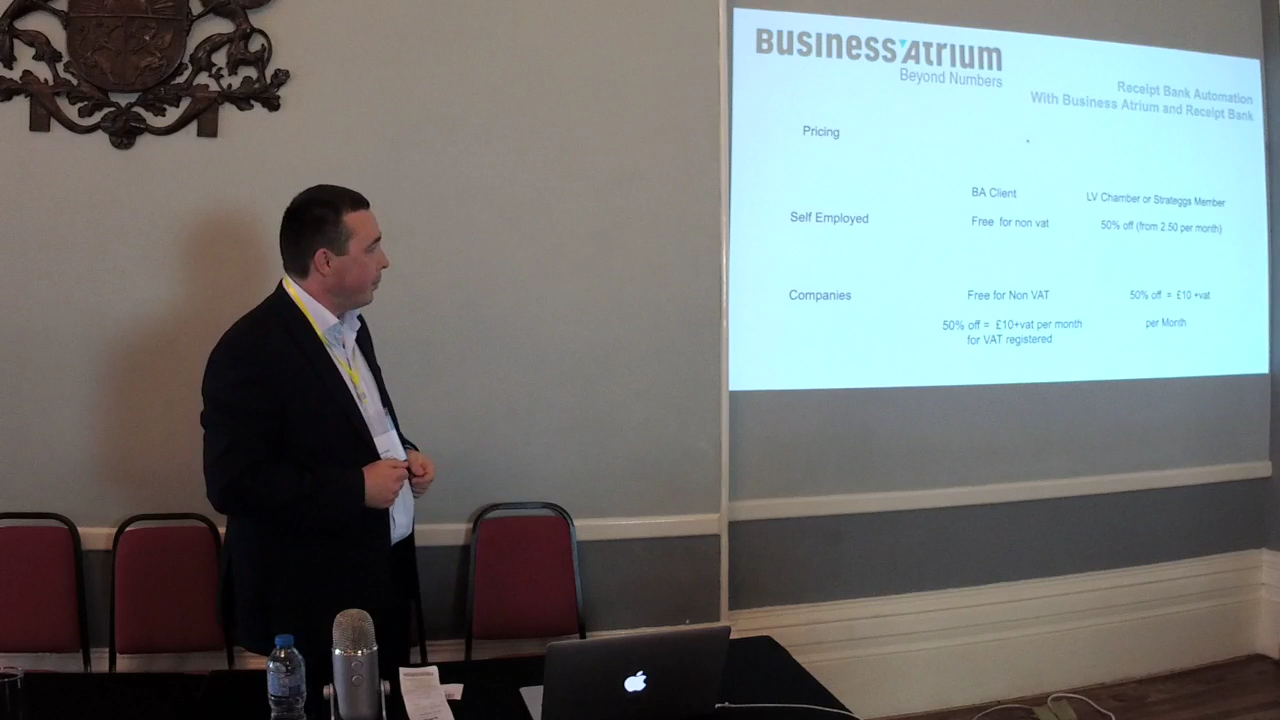 BUSINESS ATRIUM
Beyond Numbers
Receipt Bank Automation
With Business Atrium and Receipt Bank
Pricing
BA Client
LV Chamber or Strateggs Member
Self Employed
Free for non vat
50% off (from 2.50 per month)
Companies
Free for Non VAT
50% off = £10 +vat
50% off = £10+vat per month
for VAT registered
per Month